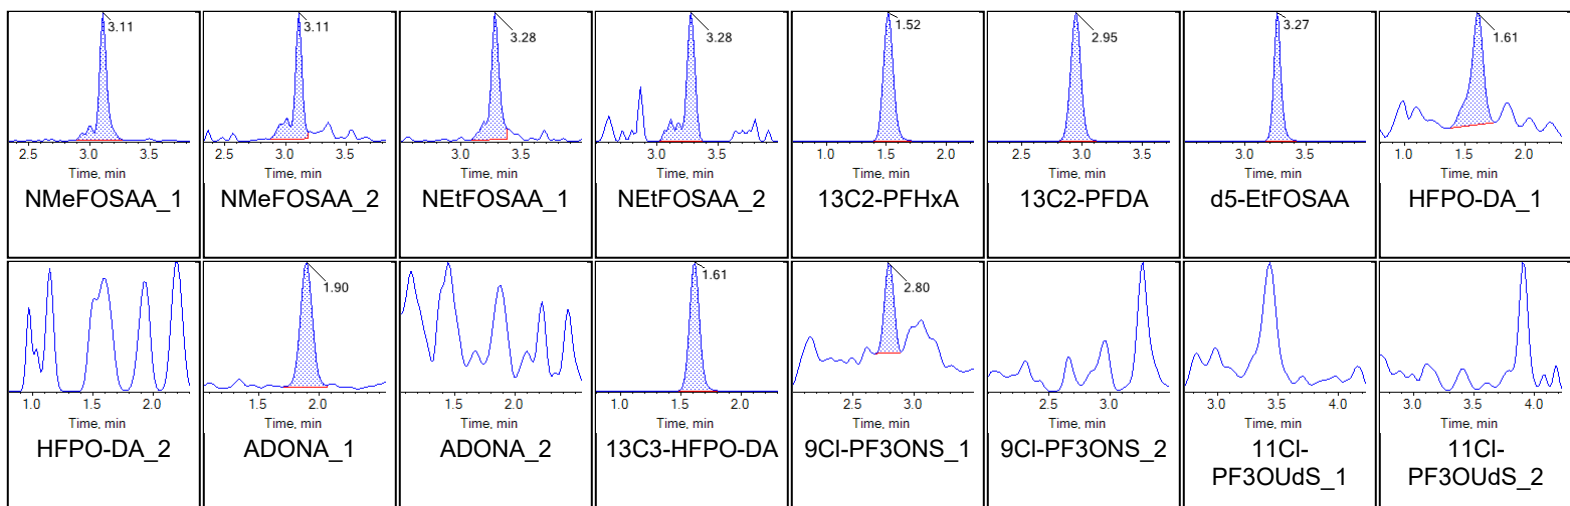 3.11
3.11
3.28
3.28
1.52
2.95
3.27
1.61
2.5 3.0 3.5
2.5 3.0 3.5
3.0 3.5
3.0 3.5
1.0 1.5 2.0
2.5 3.0 3.5
3.0 3.5
1.0 1.5 2.0
Time, min
Time, min
Time, min
Time, min
Time, min
Time, min
Time, min
Time, min
NMeFOSAA_1
NMeFOSAA_2
NEtFOSAA_1
NEtFOSAA_2
13C2-PFHxA
13C2-PFDA
d5-EtFOSAA
HFPO-DA_1
1.90
1.61
2.80
1.0 1.5 2.0
1.5 2.0
1.5 2.0
1.0 1.5 2.0
2.5 3.0
2.5 3.0
3.0 3.5 4.0
3.0 3.5 4.0
Time, min
Time, min
Time, min
Time, min
Time, min
Time, min
Time, min
Time, min
HFPO-DA_2
ADONA_1
ADONA_2
13C3-HFPO-DA
9Cl-PF3ONS_1
9Cl-PF3ONS_2
11Cl-
PF3OUdS_1
11Cl-
PF3OUdS_2